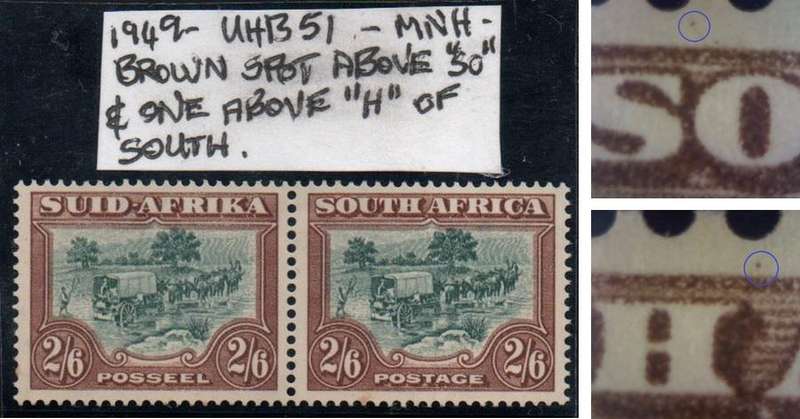 1949- UHB51 - MNH -
BROWN SPOT ABOVE "SO"
& ONE ABOVE "H" OF
SOUTH.
SUID-AFRIKA
2/6 2/6
POSSEEL
SOUTH AFRICA
2/6 2/6
POSTAGE
SO
H